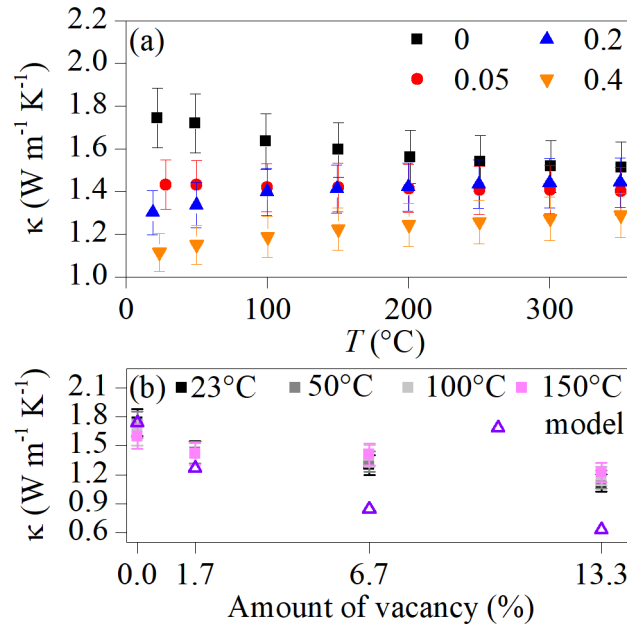 (a) 0 0.2
0.05 0.4
2.2
2.0
1.8
1.6
1.4
1.2
1.0
κ (W m⁻¹ K⁻¹)
0 100 200 300
T (°C)
(b) 23°C 50°C 100°C 150°C
model
2.1
1.8
1.5
1.2
0.9
0.6
κ (W m⁻¹ K⁻¹)
0.0 1.7 6.7 13.3
Amount of vacancy (%)